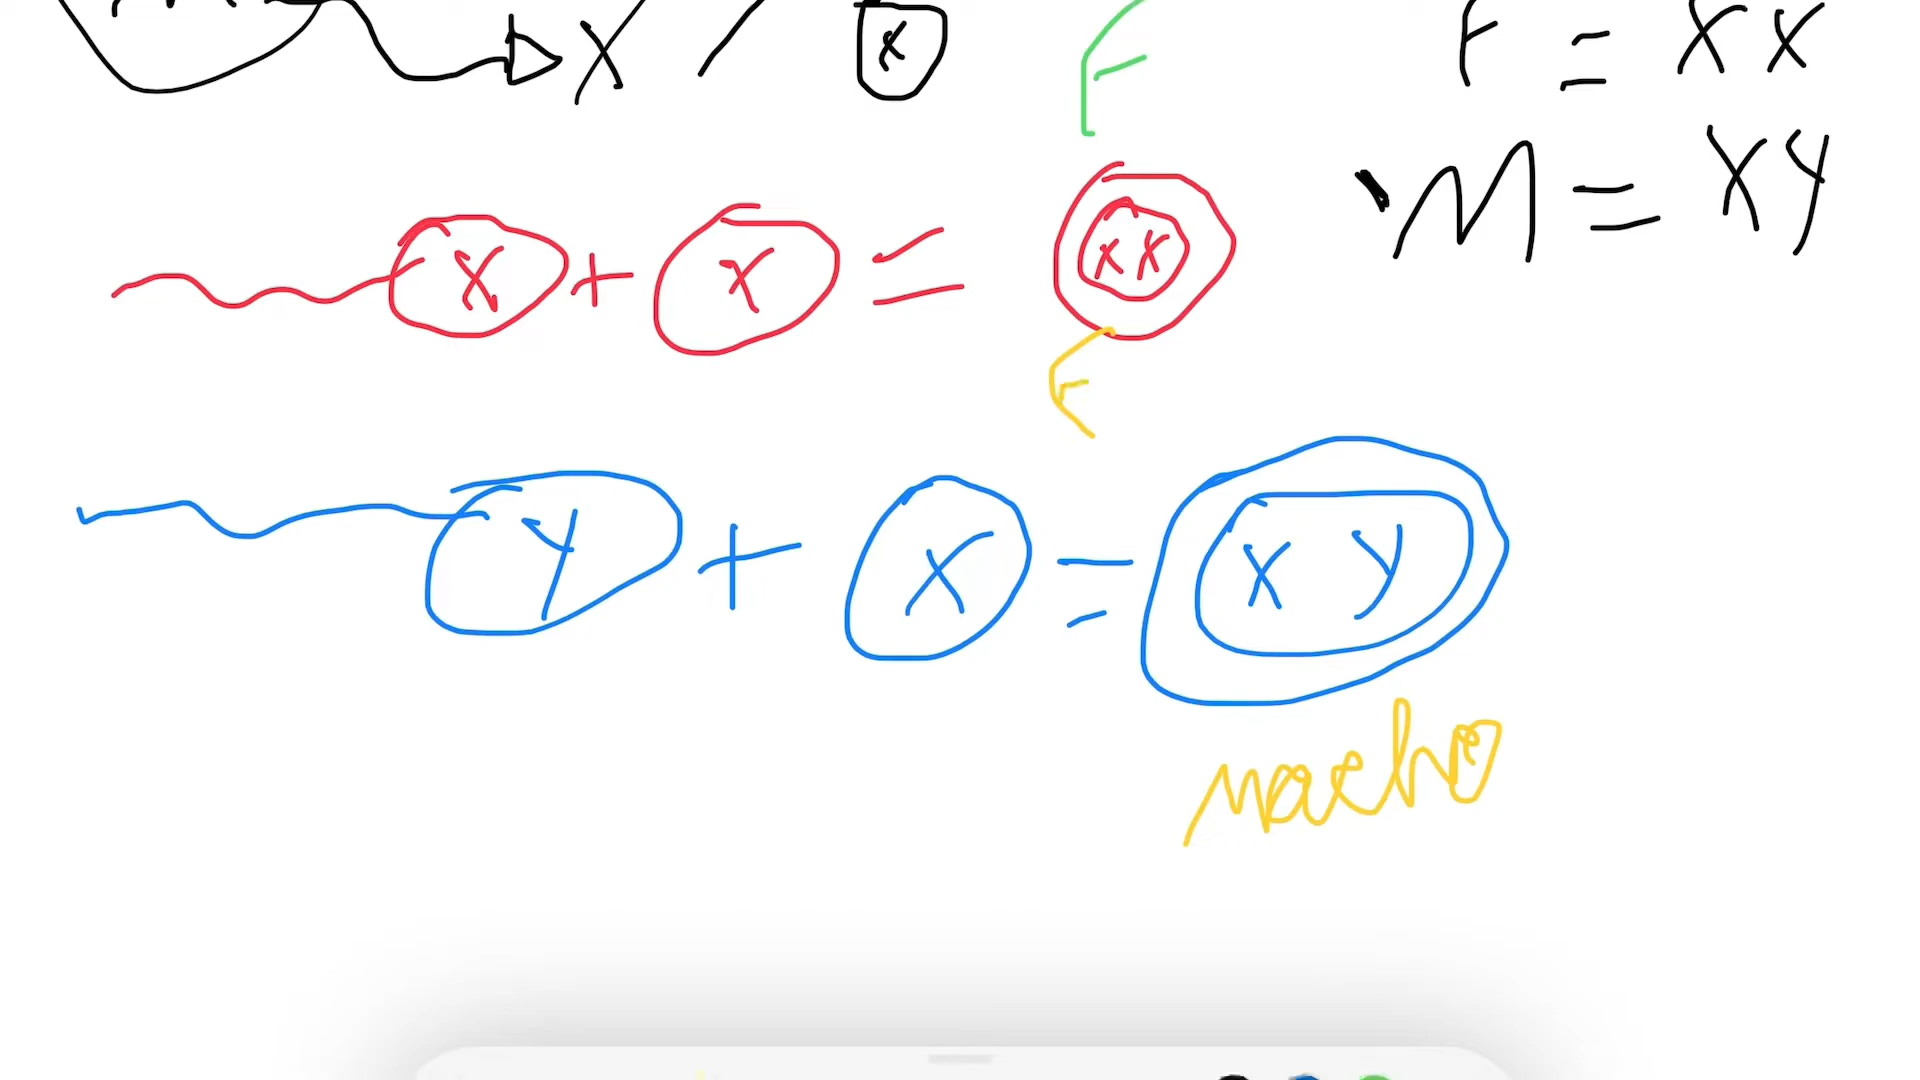 X / X F F = XX
M = XY
X + X = XX
F
Y + X = XY
macho